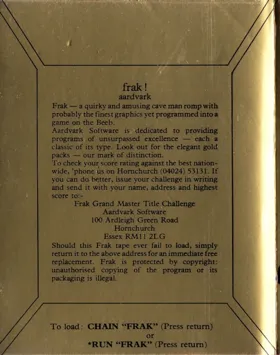 frak!
aardvark
Frak — a quirky and amusing cave man romp with
probably the finest graphics yet programmed into a
game on the Beeb.
Aardvark Software is dedicated to providing
programs of unsurpassed excellence — each a
classic of its type. Look out for the elegant gold
packs — our mark of distinction.
To check your score rating against the best nation-
wide, 'phone us on Hornchurch (04024) 53131. If
you can do better, issue your challenge in writing
and send it with your name, address and highest
score to:-
Frak Grand Master Title Challenge
Aardvark Software
100 Ardleigh Green Road
Hornchurch
Essex RM11 2LG
Should this Frak tape ever fail to load, simply
return it to the above address for an immediate free
replacement. Frak is protected by copyright:
unauthorised copying of the program or its
packaging is illegal.
To load: CHAIN "FRAK" (Press return)
or
*RUN "FRAK" (Press return)